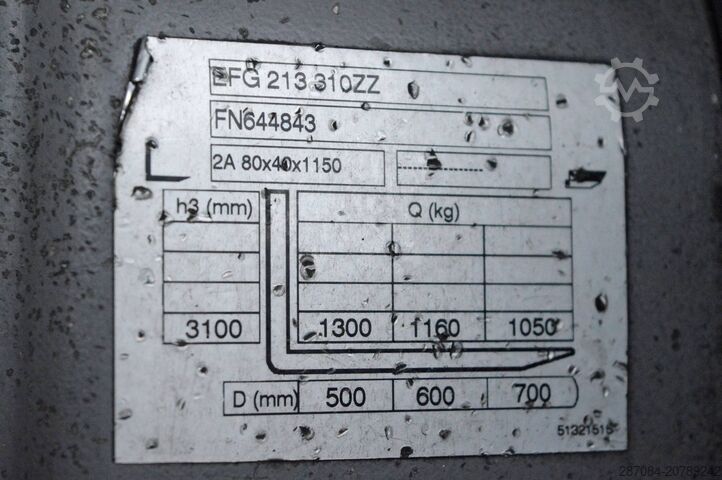 EFG 213 310ZZ
FN644843
2A 80x40x1150 --------------------
h3 (mm) Q (kg)
3100 1300 1160 1050
D (mm) 500 600 700
51321515
287084-20789242